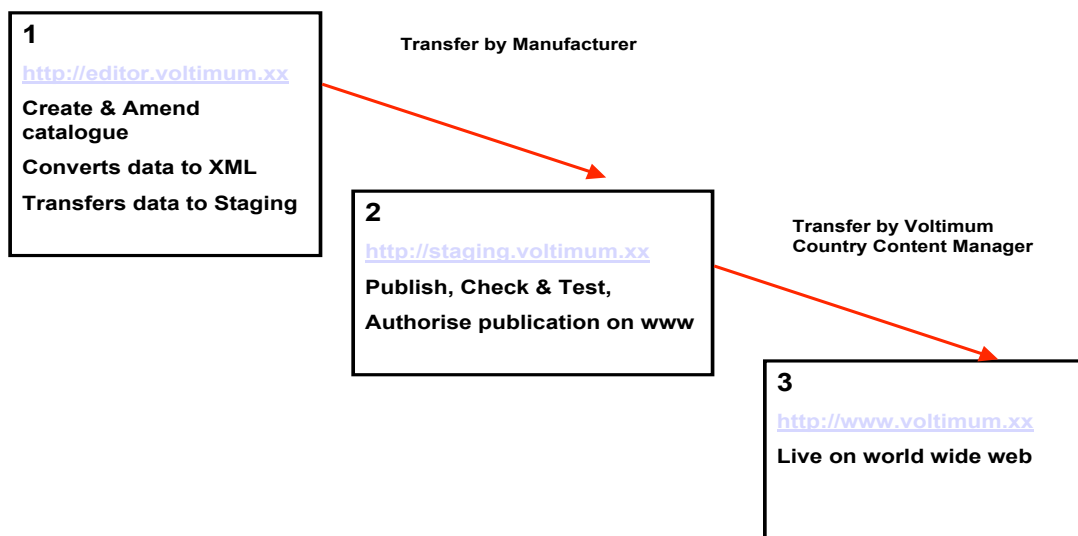 1
http://editor.voltimum.xx
Create & Amend
catalogue
Converts data to XML
Transfers data to Staging
Transfer by Manufacturer
2
http://staging.voltimum.xx
Publish, Check & Test,
Authorise publication on www
Transfer by Voltimum
Country Content Manager
3
http://www.voltimum.xx
Live on world wide web